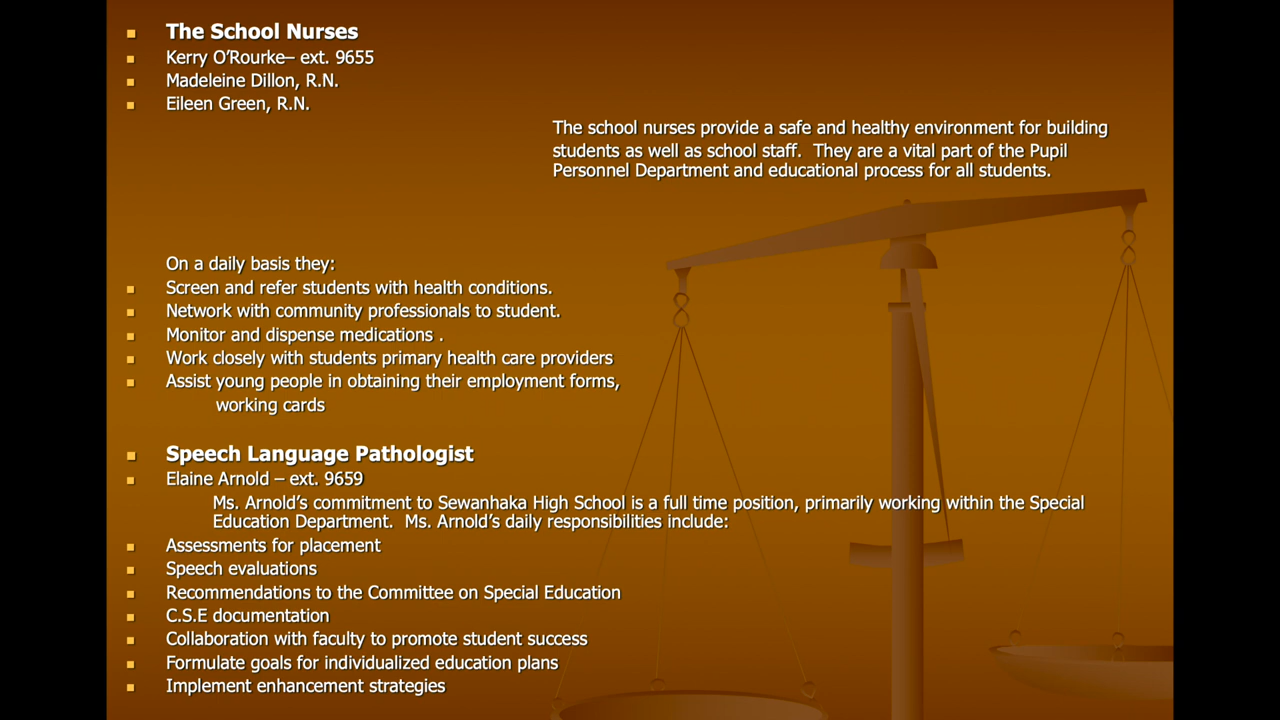 The School Nurses
Kerry O’Rourke– ext. 9655
Madeleine Dillon, R.N.
Eileen Green, R.N.
The school nurses provide a safe and healthy environment for building
students as well as school staff.  They are a vital part of the Pupil
Personnel Department and educational process for all students.
On a daily basis they:
Screen and refer students with health conditions.
Network with community professionals to student.
Monitor and dispense medications .
Work closely with students primary health care providers
Assist young people in obtaining their employment forms,
working cards
Speech Language Pathologist
Elaine Arnold – ext. 9659
Ms. Arnold’s commitment to Sewanhaka High School is a full time position, primarily working within the Special
Education Department.  Ms. Arnold’s daily responsibilities include:
Assessments for placement
Speech evaluations
Recommendations to the Committee on Special Education
C.S.E documentation
Collaboration with faculty to promote student success
Formulate goals for individualized education plans
Implement enhancement strategies